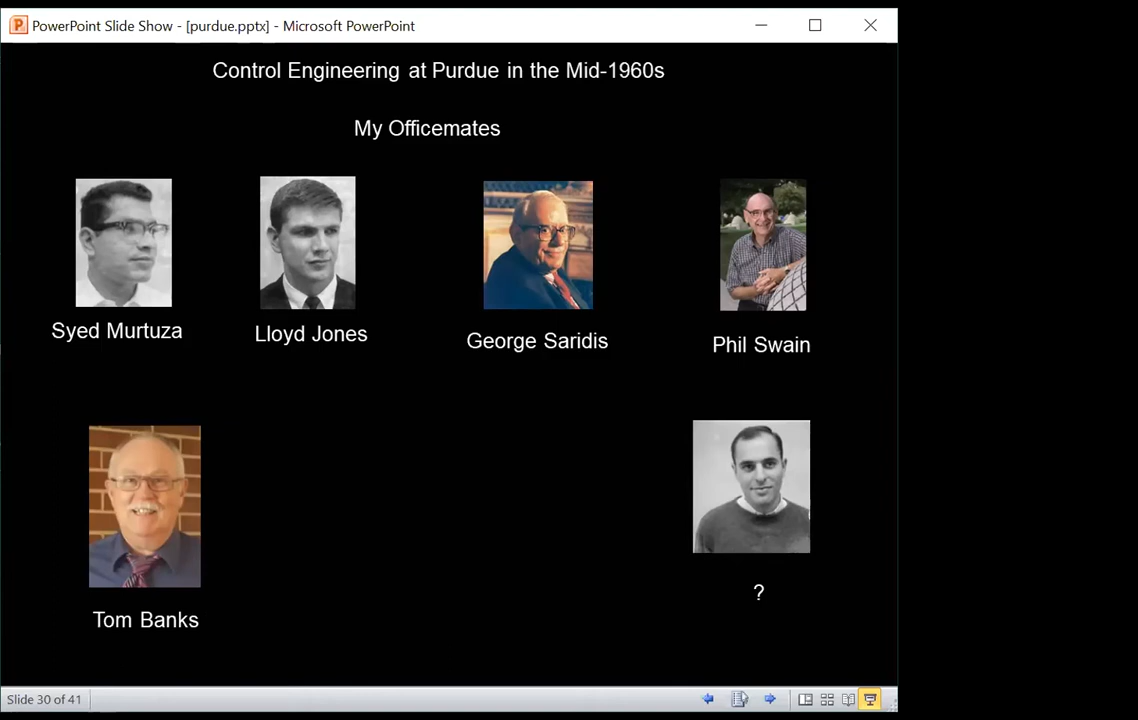 PowerPoint Slide Show - [purdue.pptx] - Microsoft PowerPoint
Control Engineering at Purdue in the Mid-1960s
My Officemates
Syed Murtuza
Lloyd Jones
George Saridis
Phil Swain
Tom Banks
?
Slide 30 of 41